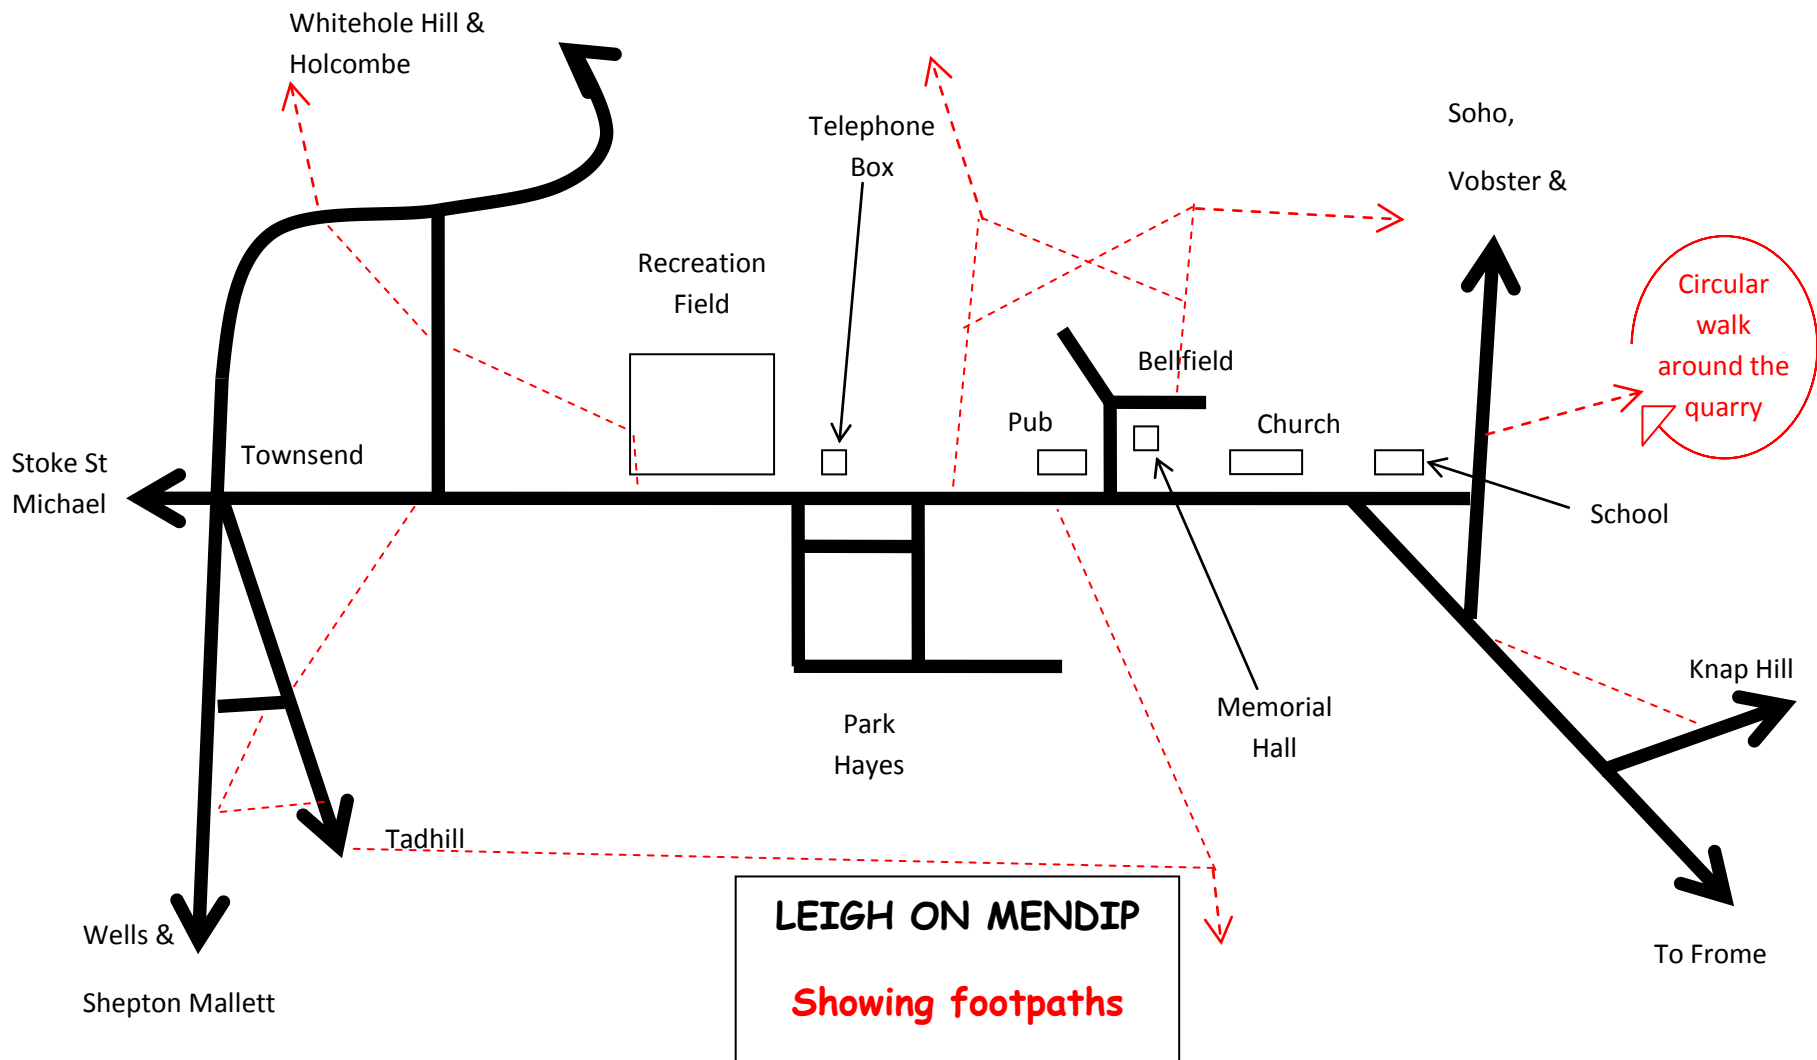 Whitehole Hill &
Holcombe
Telephone
Box
Soho,
Vobster &
Recreation
Field
Circular
walk
around the
quarry
Bellfield
Pub
Church
Townsend
Stoke St
Michael
School
Knap Hill
Memorial
Hall
Park
Hayes
Tadhill
Wells &
Shepton Mallett
To Frome
LEIGH ON MENDIP
Showing footpaths